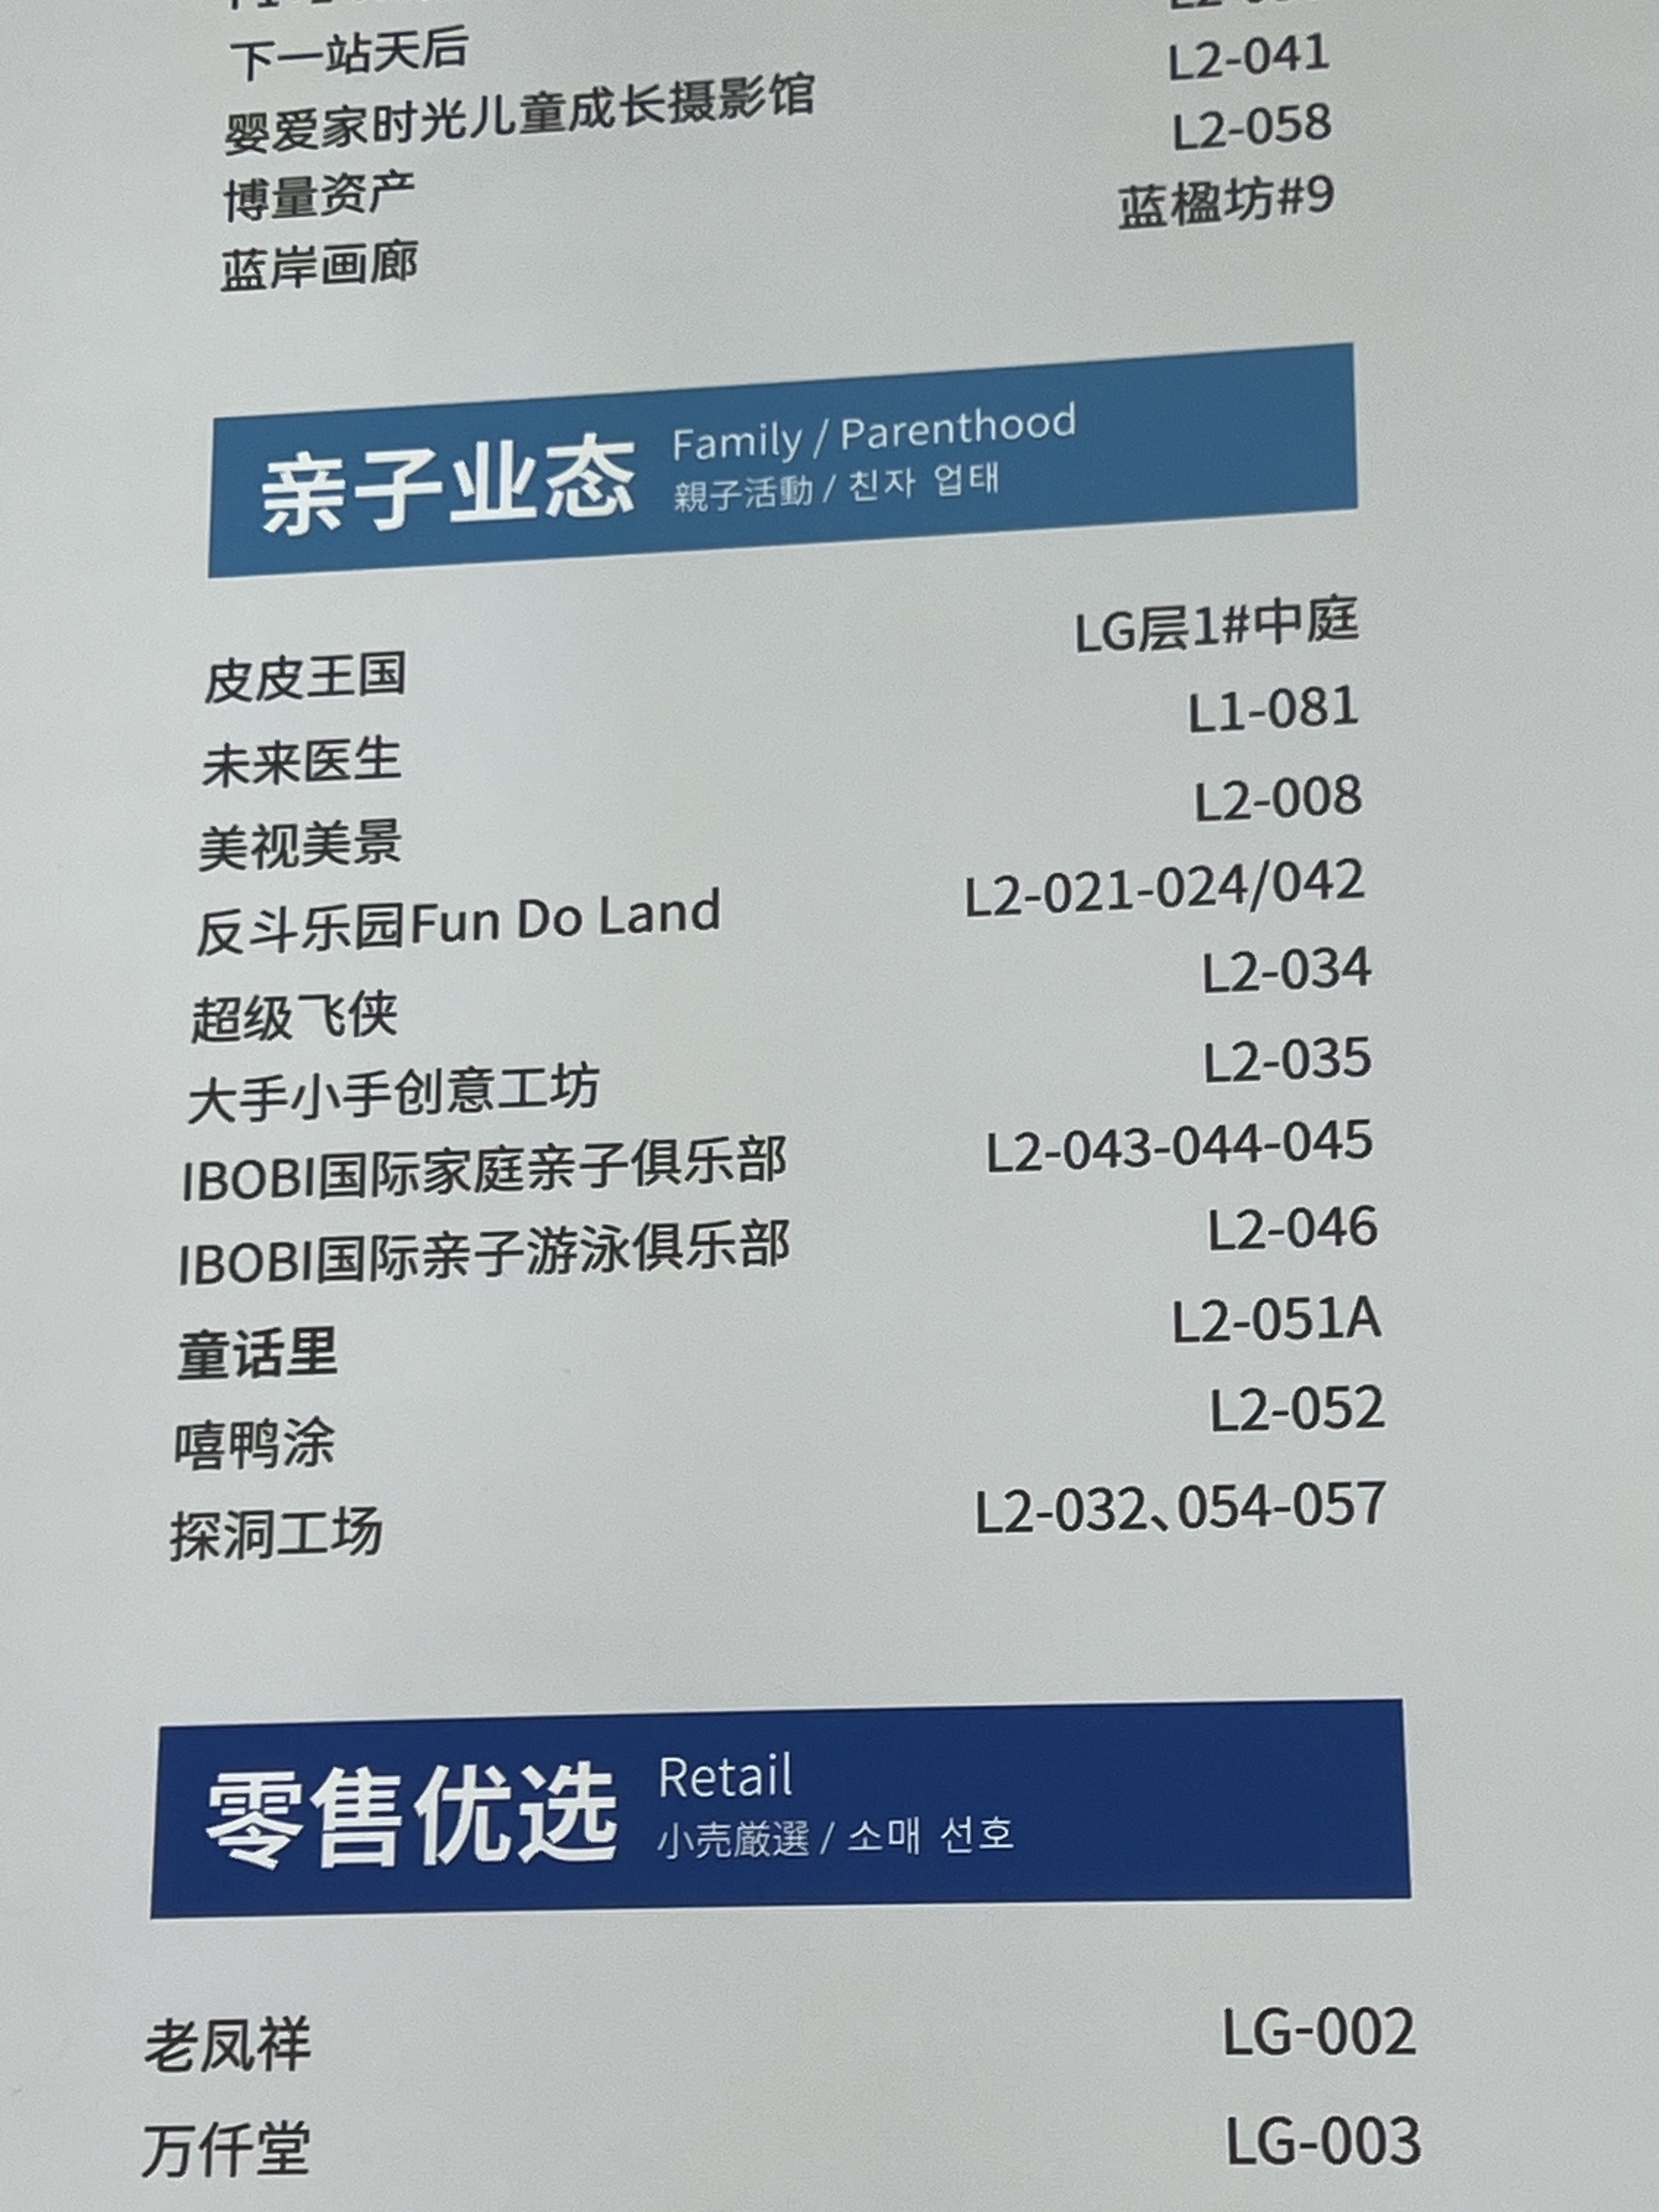 下一站天后
婴爱家时光儿童成长摄影馆 L2-041
博量资产 L2-058
蓝岸画廊 蓝楹坊#9
亲子业态 Family / Parenthood
親子活動 / 친자 업태
皮皮王国 LG层1#中庭
未来医生 L1-081
美视美景 L2-008
反斗乐园Fun Do Land L2-021-024/042
超级飞侠 L2-034
大手小手创意工坊 L2-035
IBOBI国际家庭亲子俱乐部 L2-043-044-045
IBOBI国际亲子游泳俱乐部 L2-046
童话里 L2-051A
嘻鸭涂 L2-052
探洞工场 L2-032、054-057
零售优选 Retail
小売厳選 / 소매 선호
老凤祥 LG-002
万仟堂 LG-003